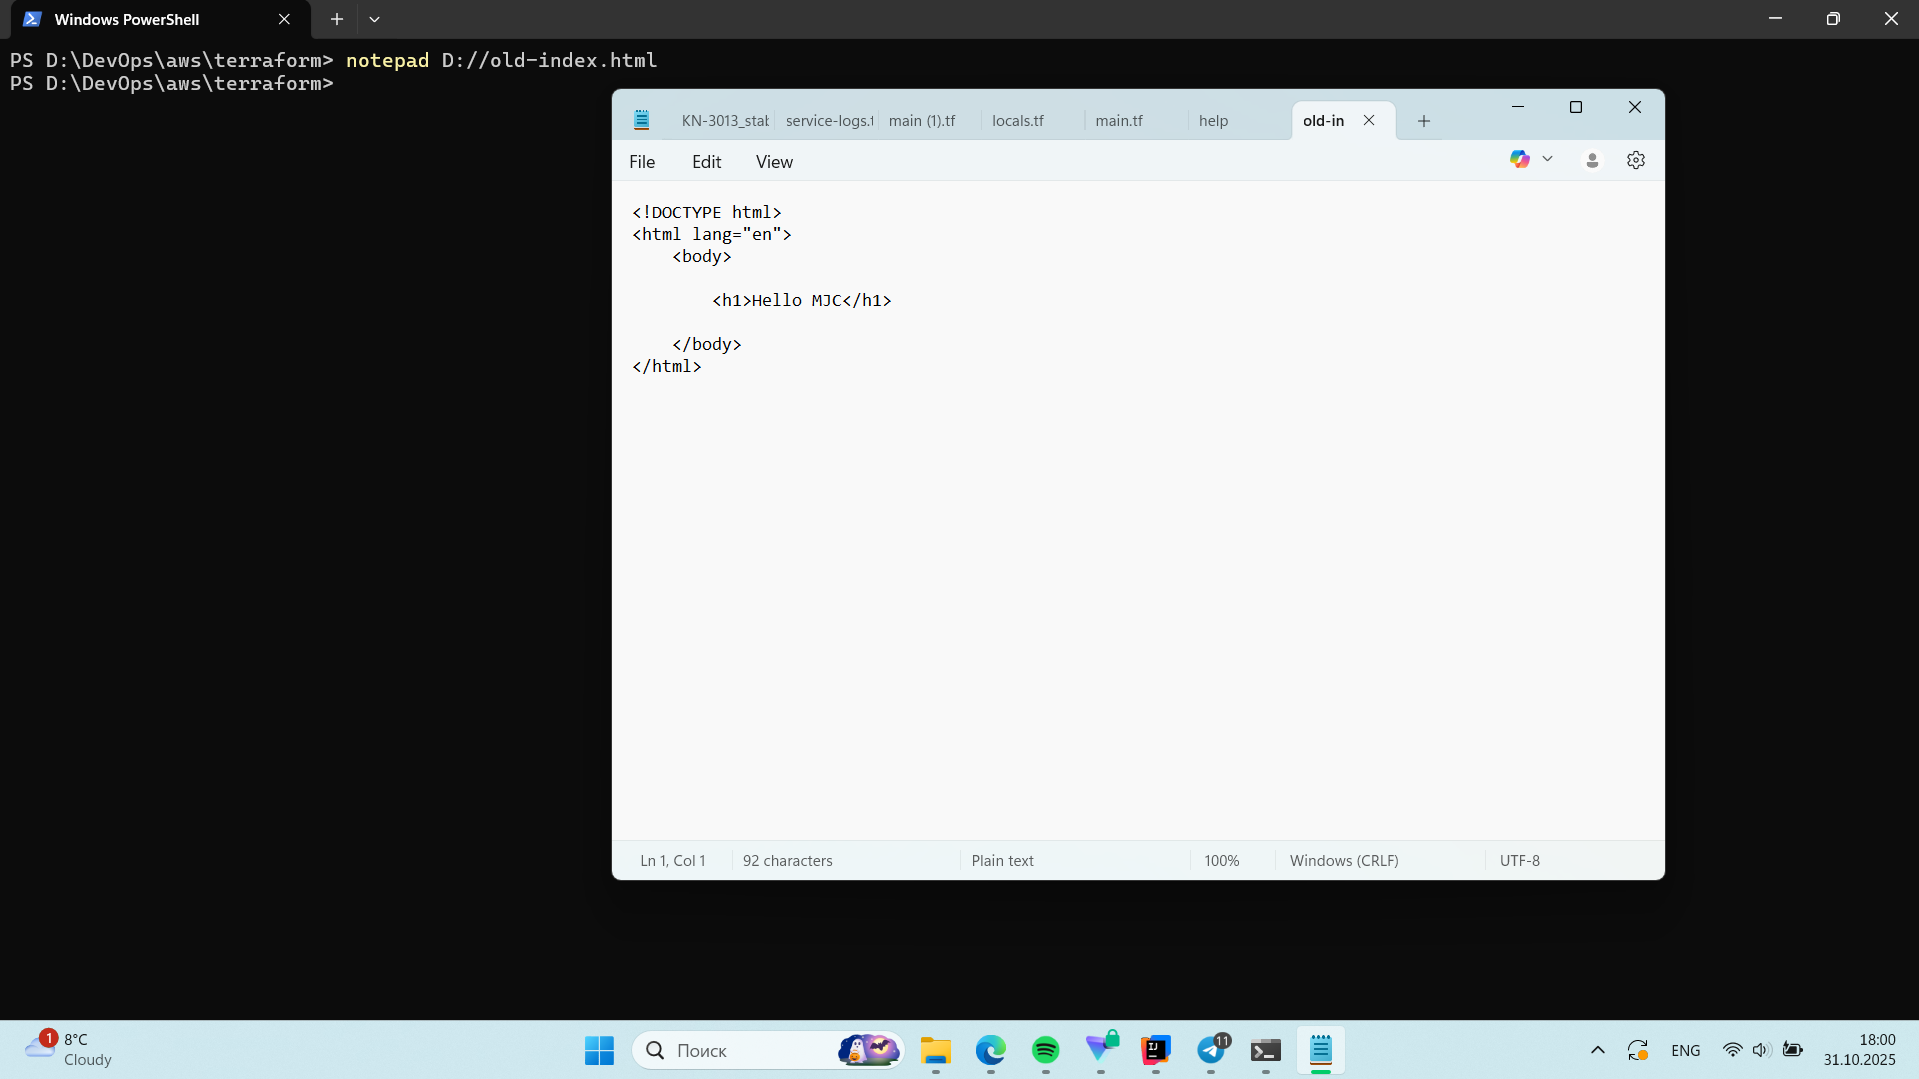 Windows PowerShell
PS D:\DevOps\aws\terraform> notepad D://old-index.html
PS D:\DevOps\aws\terraform>
KN-3013_stab service-logs.t main (1).tf locals.tf main.tf help old-in
File Edit View
<!DOCTYPE html>
<html lang="en">
    <body>
        <h1>Hello MJC</h1>
    </body>
</html>
Ln 1, Col 1 92 characters Plain text 100% Windows (CRLF) UTF-8
1 8°C
Cloudy
Поиск
IJ
11
ENG
18:00
31.10.2025